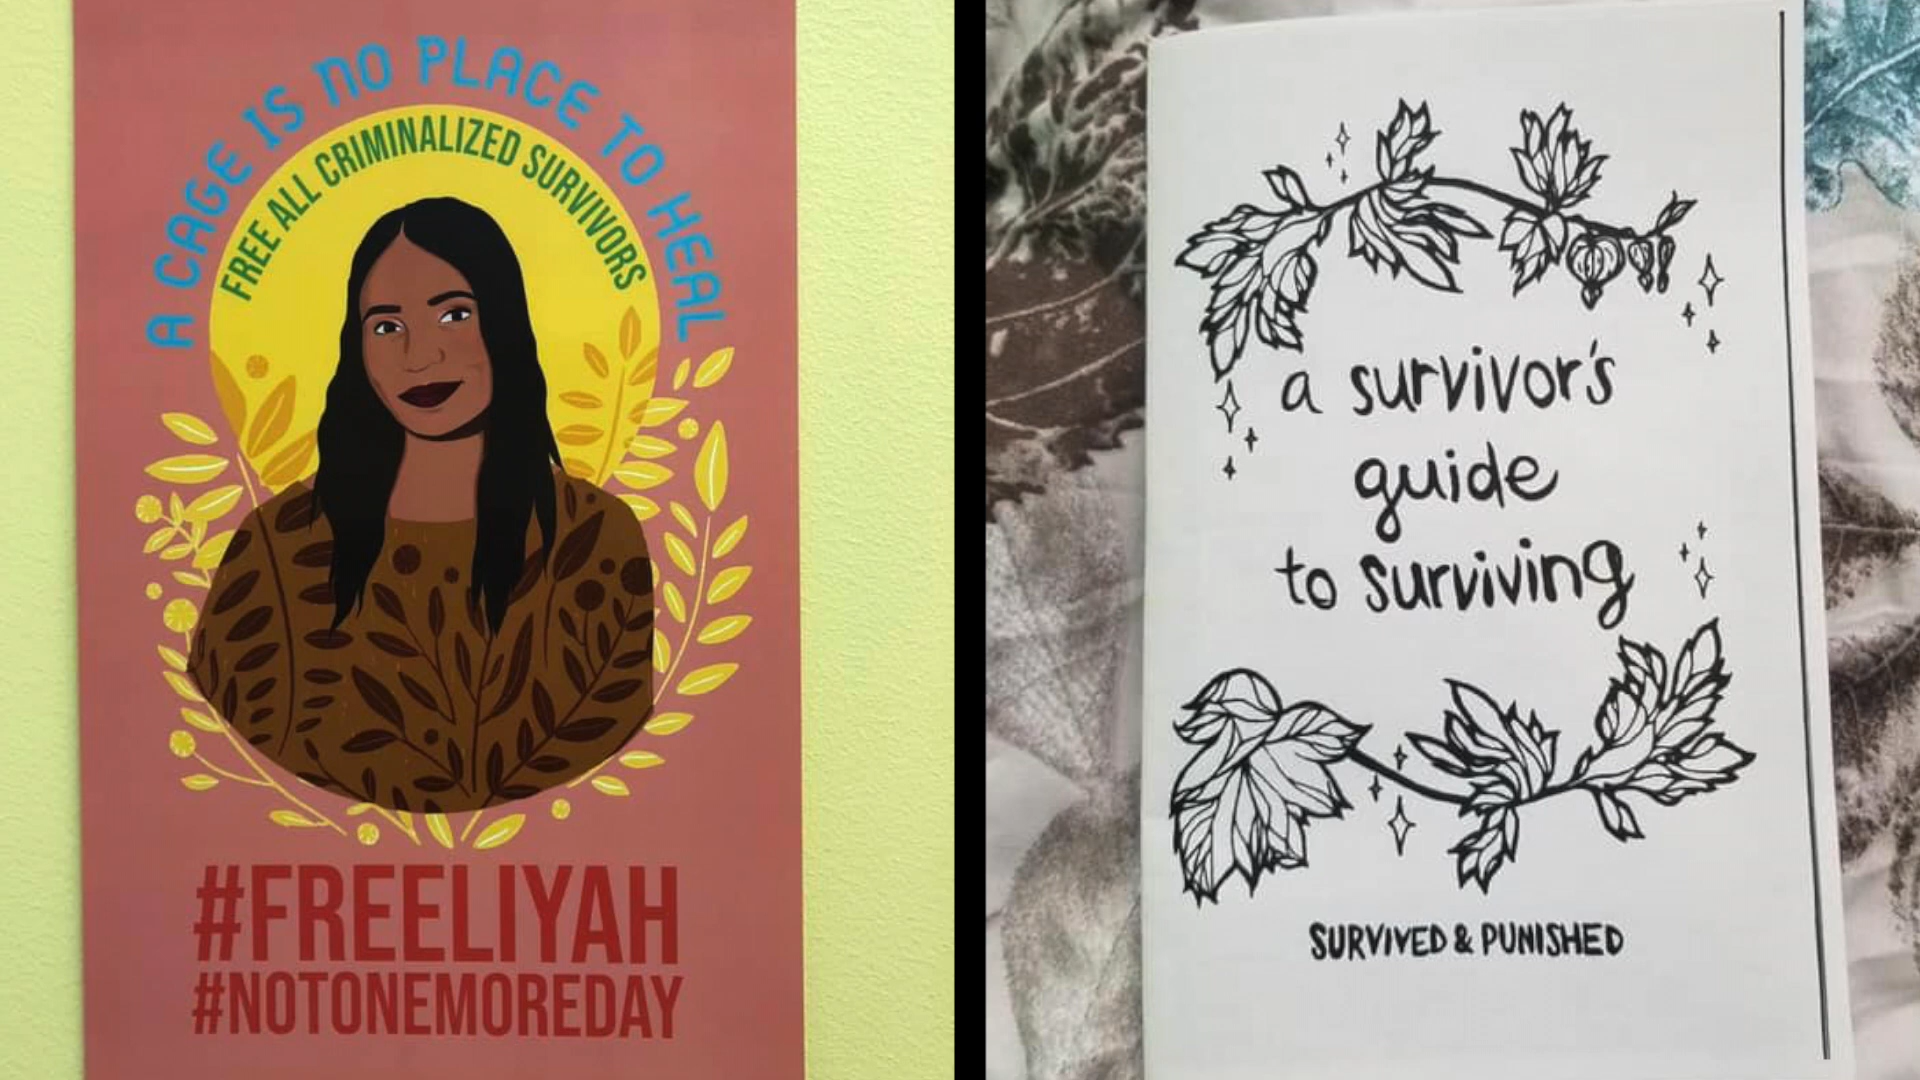 A CAGE IS NO PLACE TO HEAL
FREE ALL CRIMINALIZED SURVIVORS
#FREELIYAH
#NOTONEMOREDAY
a survivor's
guide
to surviving
SURVIVED & PUNISHED